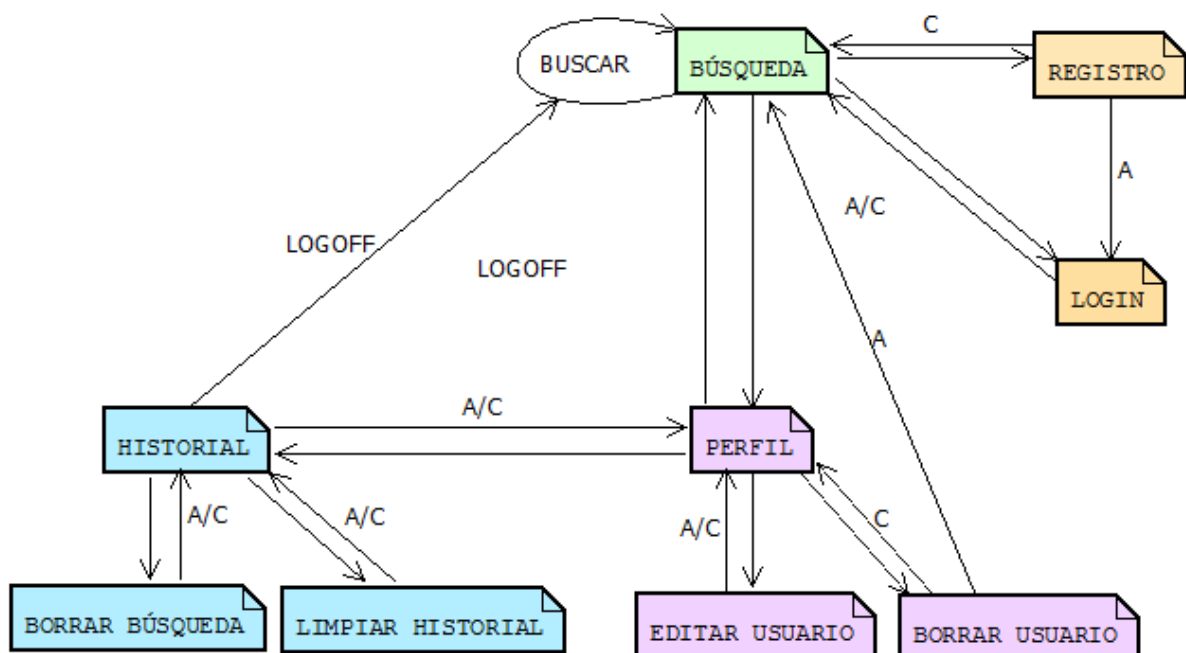 C
BUSCAR
BÚSQUEDA
REGISTRO
A
A/C
LOGOFF
LOGOFF
LOGIN
A
A/C
HISTORIAL
PERFIL
A/C
A/C
A/C
C
BORRAR BÚSQUEDA
LIMPIAR HISTORIAL
EDITAR USUARIO
BORRAR USUARIO